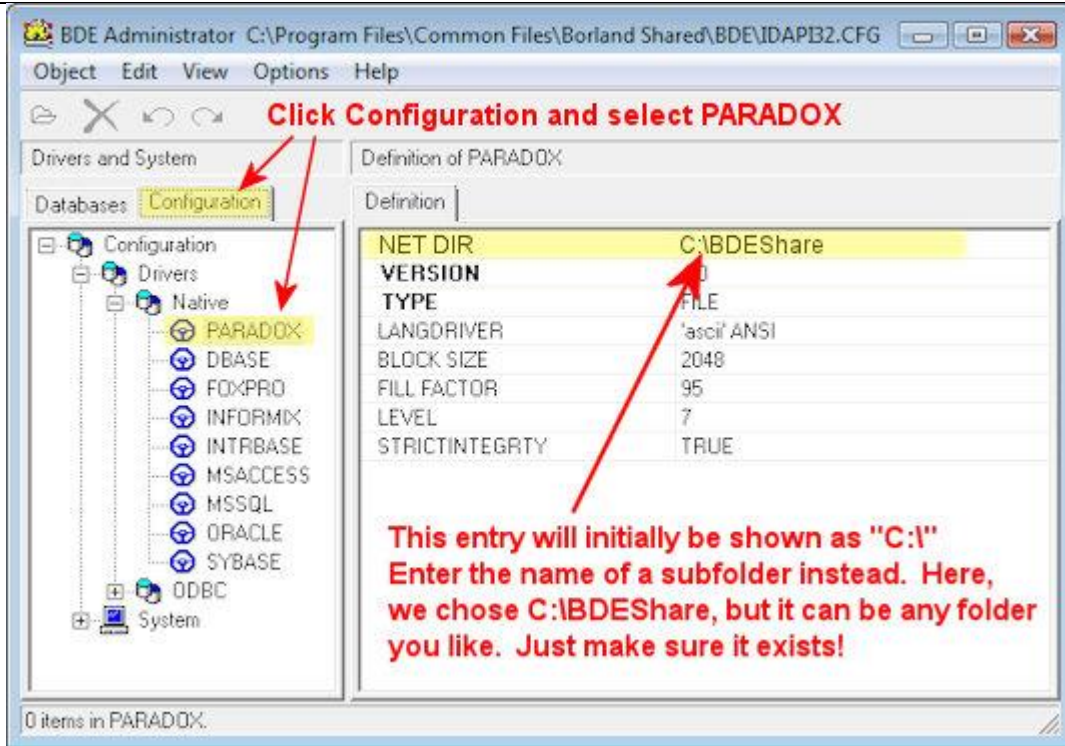 BDE Administrator C:\Program Files\Common Files\Borland Shared\BDE\IDAPI32.CFG
Object Edit View Options Help
Click Configuration and select PARADOX
Drivers and System
Definition of PARADOX
Databases Configuration
Definition
Configuration
Drivers
Native
PARADOX
DBASE
FOXPRO
INFORMIX
INTRBASE
MSACCESS
MSSQL
ORACLE
SYBASE
ODBC
System
NET DIR C:\BDEShare
VERSION
TYPE FILE
LANGDRIVER 'ascii' ANSI
BLOCK SIZE 2048
FILL FACTOR 95
LEVEL 7
STRICTINTEGRTY TRUE
This entry will initially be shown as "C:\"
Enter the name of a subfolder instead. Here,
we chose C:\BDEShare, but it can be any folder
you like. Just make sure it exists!
0 items in PARADOX.